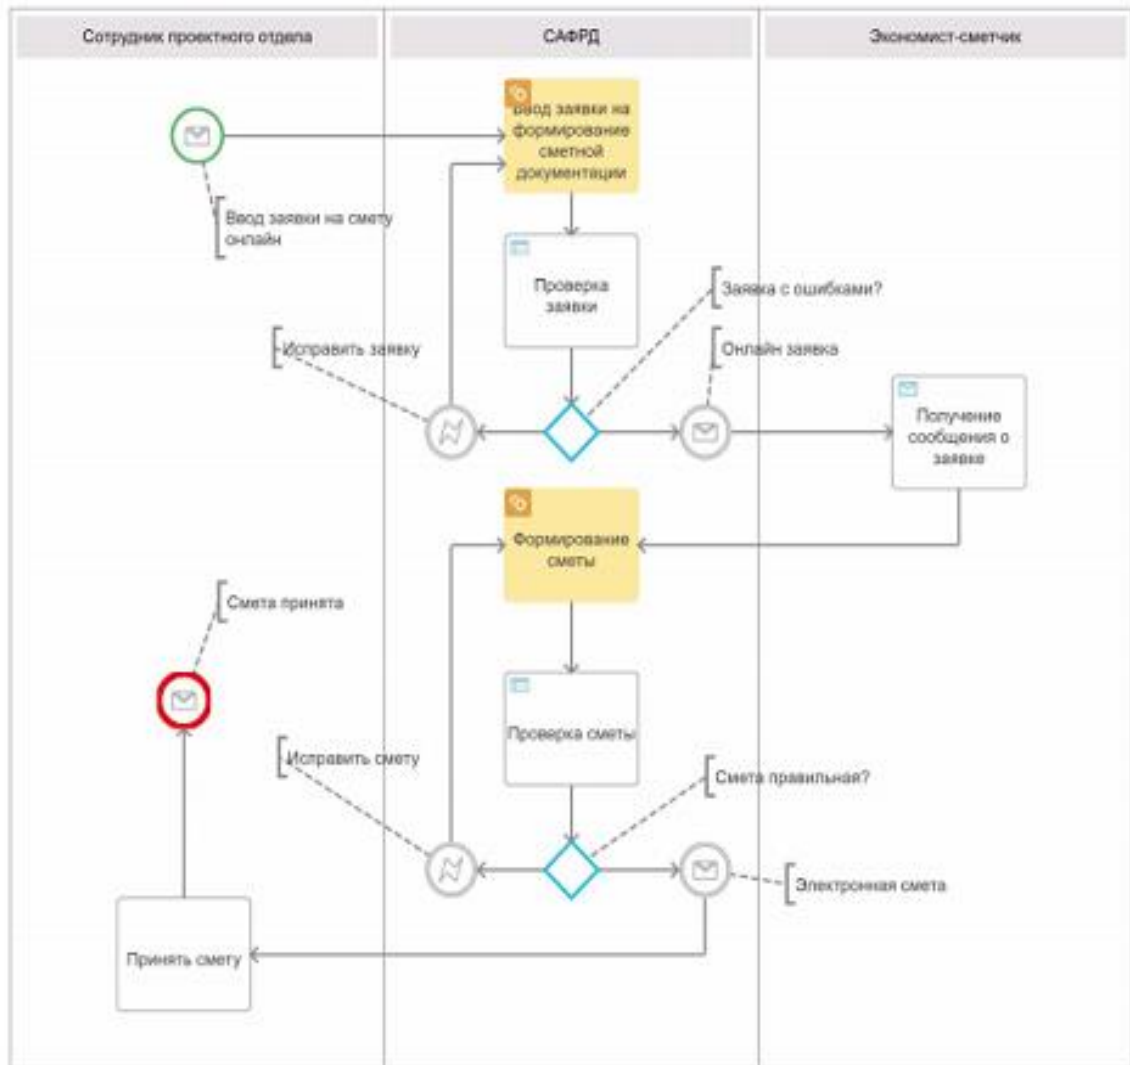 Сотрудник проектного отдела
САФРД
Экономист-сметчик
Ввод заявки на
формирование
сметной
документации
Ввод заявки на смету
онлайн
Проверка
заявки
Заявка с ошибками?
Исправить заявку
Онлайн заявка
Получение
сообщения о
заявке
Формирование
сметы
Смета принята
Проверка сметы
Исправить смету
Смета правильная?
Электронная смета
Принять смету